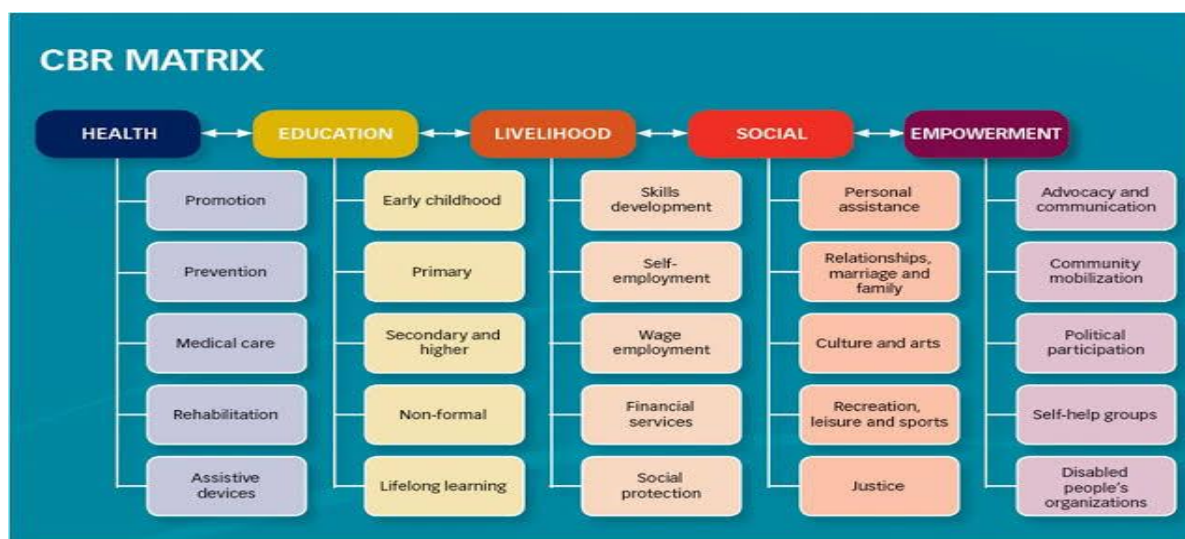 CBR MATRIX
HEALTH
EDUCATION
LIVELIHOOD
SOCIAL
EMPOWERMENT
Promotion
Prevention
Medical care
Rehabilitation
Assistive
devices
Early childhood
Primary
Secondary and
higher
Non-formal
Lifelong learning
Skills
development
Self-
employment
Wage
employment
Financial
services
Social
protection
Personal
assistance
Relationships,
marriage and
family
Culture and arts
Recreation,
leisure and sports
Justice
Advocacy and
communication
Community
mobilization
Political
participation
Self-help groups
Disabled
people's
organizations